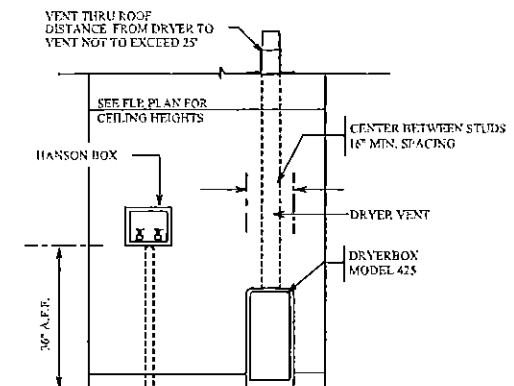 VENT THRU ROOF
DISTANCE FROM DRYER TO
VENT NOT TO EXCEED 25'
SEE FLR PLAN FOR
CEILING HEIGHTS
CENTER BETWEEN STUDS
16" MIN. SPACING
HANSON BOX
DRYER VENT
DRYERBOX
MODEL 425
36" A.F.F.